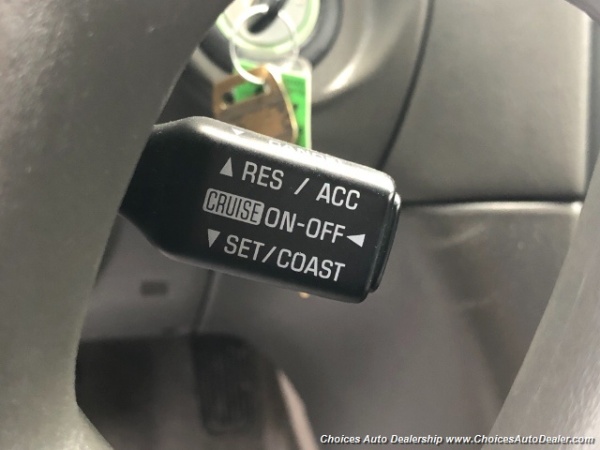 ▲ RES / ACC
CRUISE ON-OFF ◄
▼ SET/COAST
Choices Auto Dealership www.ChoicesAutoDealer.com